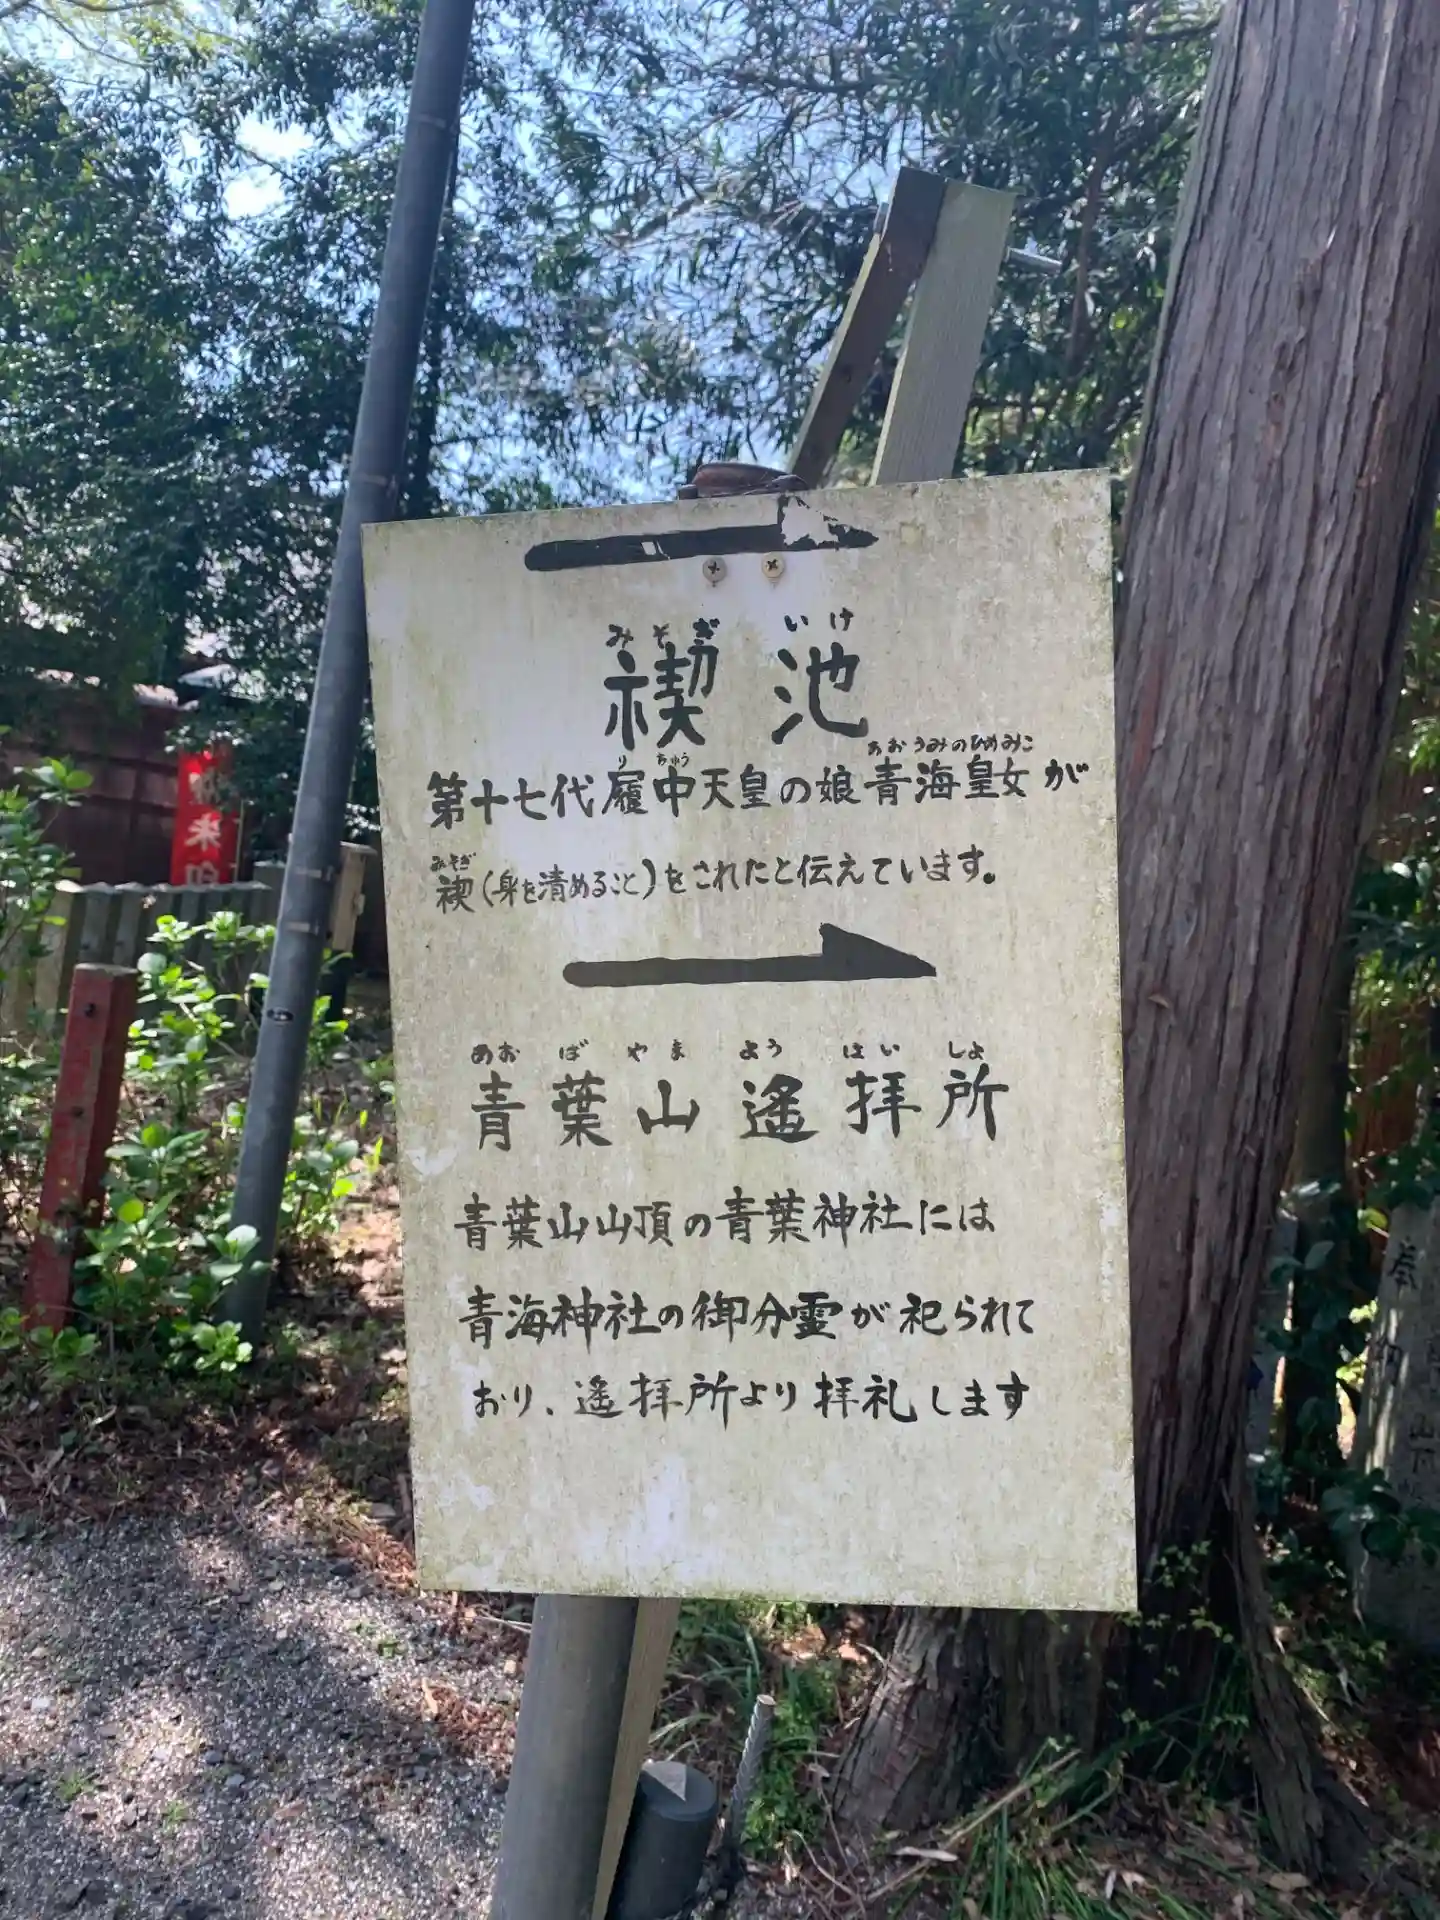 みそぎ いけ
禊 池
り ちゅう あおうみのひめみこ
第十七代履中天皇の娘青海皇女が
みそぎ
禊(身を清めること)をされたと伝えています。
あお ば やま よう はい しょ
青葉山遙拝所
青葉山山頂の青葉神社には
青海神社の御分霊が祀られて
おり、遙拝所より拝礼します
朱印
奉